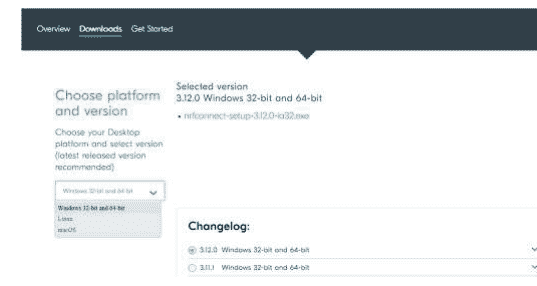 Overview Downloads Get Started
Choose platform
and version
Choose your Desktop
platform and select version
(latest released version
recommended)
Windows 32-bit and 64-bit
Windows 32-bit and 64-bit
Linux
macOS
Selected version
3.12.0 Windows 32-bit and 64-bit
• nrfconnect-setup-3.12.0-ia32.exe
Changelog:
3.12.0 Windows 32-bit and 64-bit
3.11.1 Windows 32-bit and 64-bit